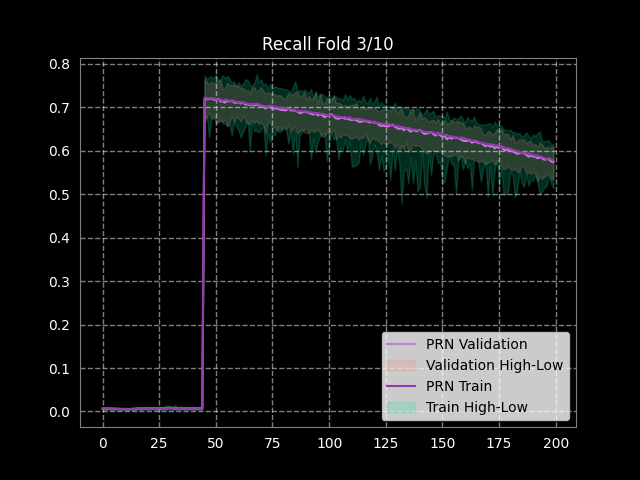 Recall Fold 3/10
0.8
0.7
0.6
0.5
0.4
0.3
0.2
0.1
0.0
PRN Validation
Validation High-Low
PRN Train
Train High-Low
0 25 50 75 100 125 150 175 200